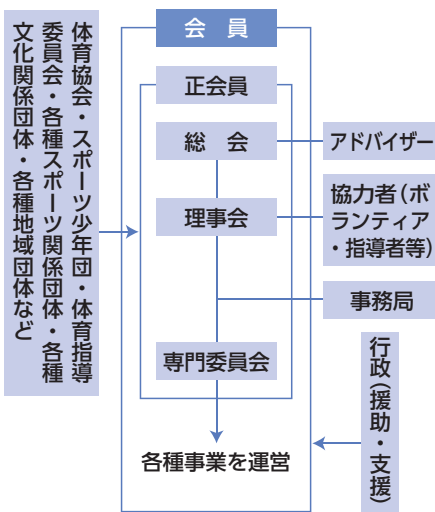 会員
正会員
総会
理事会
専門委員会
各種事業を運営
アドバイザー
協力者（ボ
ランティア
・指導者等）
事務局
行政（援助・支援）
体育協会・スポーツ少年団・体育指導
委員会・各種スポーツ関係団体・各種
文化関係団体・各種地域団体など